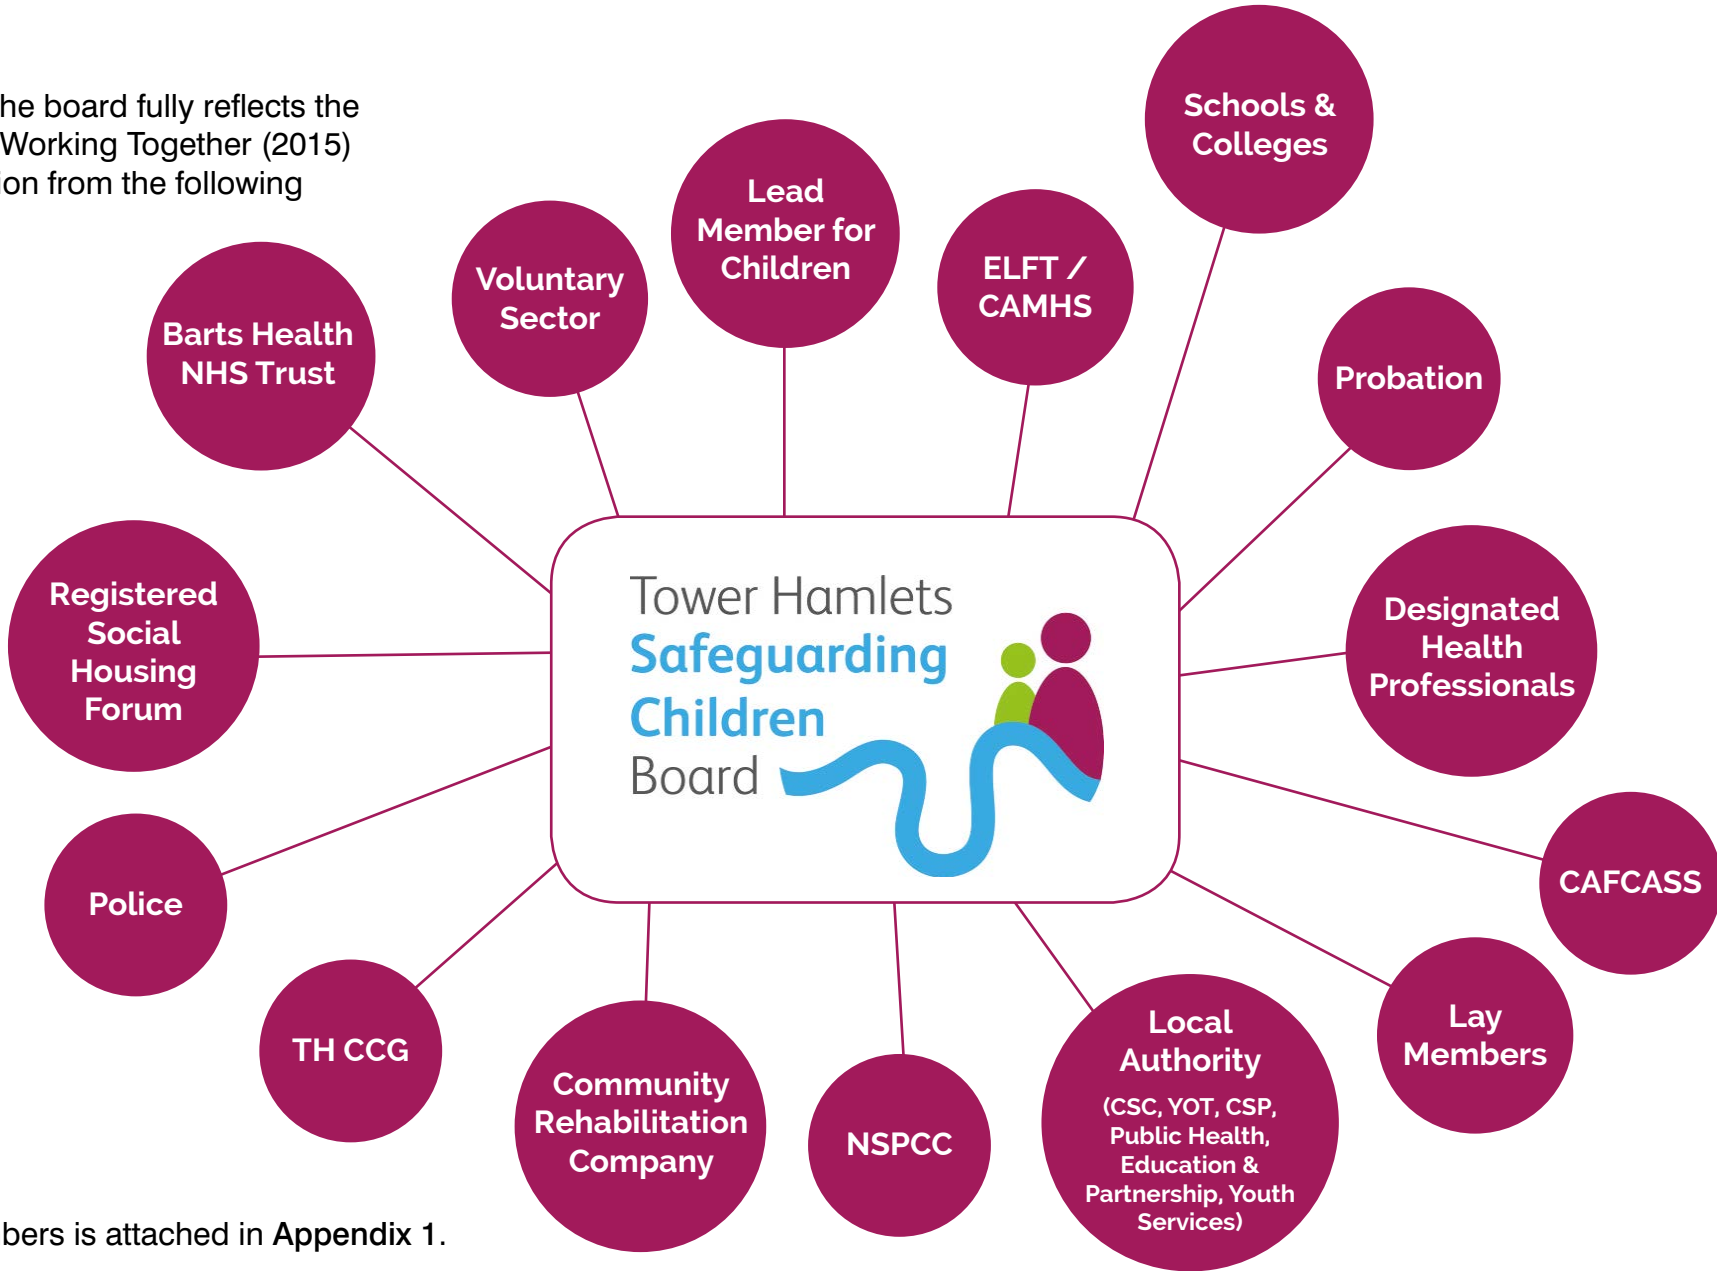 he board fully reflects the
Working Together (2015)
ion from the following
Schools &
Colleges
Lead
Member for
Children
ELFT /
CAMHS
Voluntary
Sector
Barts Health
NHS Trust
Probation
Registered
Social
Housing
Forum
Tower Hamlets
Safeguarding
Children
Board
Designated
Health
Professionals
Police
CAFCASS
TH CCG
Community
Rehabilitation
Company
NSPCC
Local
Authority
(CSC, YOT, CSP,
Public Health,
Education &
Partnership, Youth
Services)
Lay
Members
bers is attached in Appendix 1.